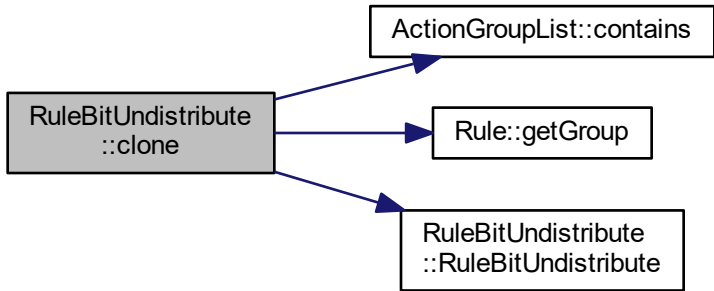 RuleBitUndistribute
::clone
ActionGroupList::contains
Rule::getGroup
RuleBitUndistribute
::RuleBitUndistribute